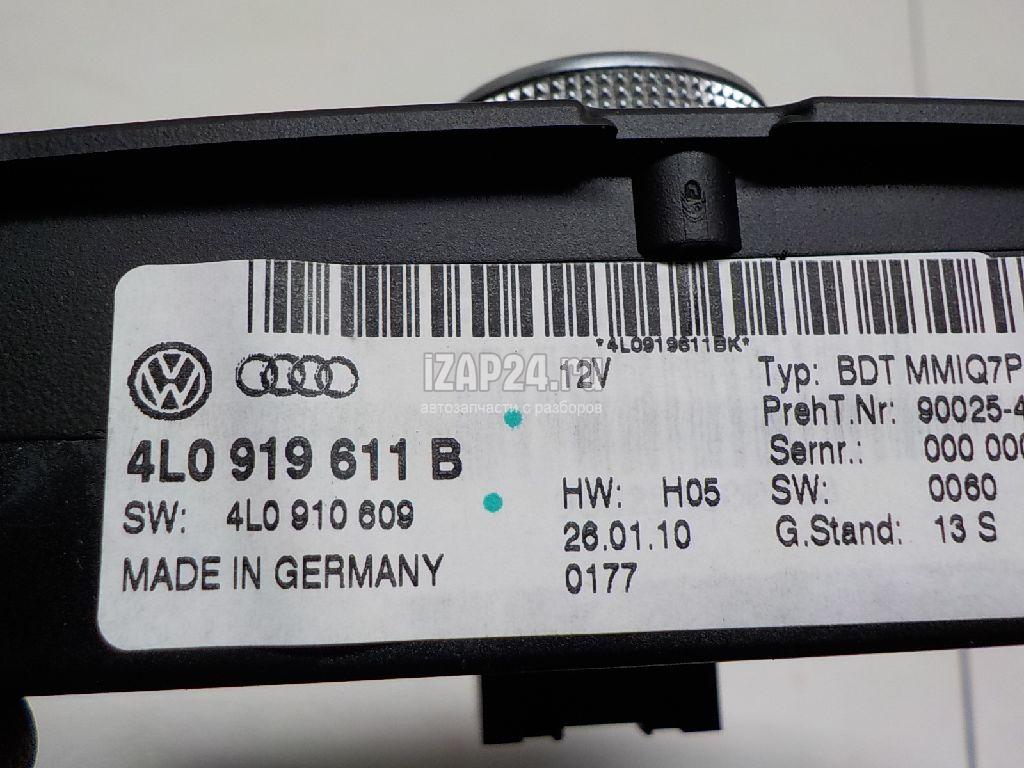 *4L0919611BK*
iZAP24.ru
автозапчасти с разборов
12V
Typ: BDT MMIQ7P
PrehT.Nr: 90025-4
4L0 919 611 B
Sernr.: 000 000
HW: H05
SW: 0060
SW: 4L0 910 609
26.01.10
G.Stand: 13 S
MADE IN GERMANY
0177